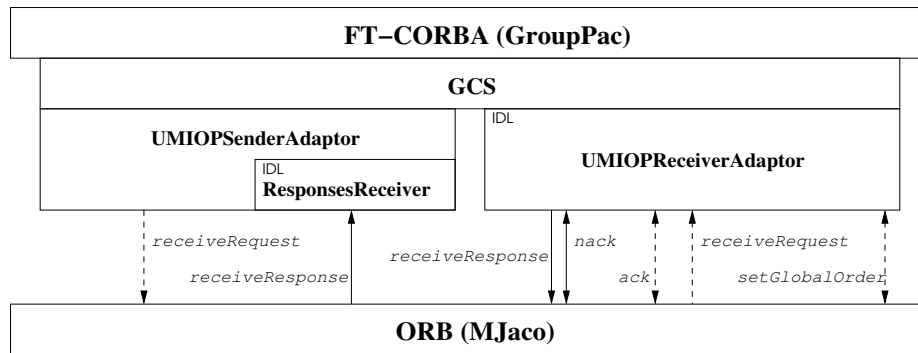 FT–CORBA (GroupPac)
GCS
UMIOPSenderAdaptor
IDL
ResponsesReceiver
IDL
UMIOPReceiverAdaptor
receiveRequest
receiveResponse
receiveResponse
nack
ack
receiveRequest
setGlobalOrder
ORB (MJaco)